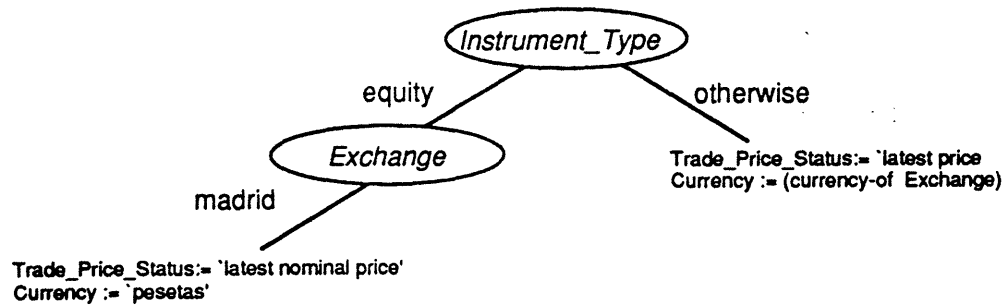 Instrument_Type
equity
otherwise
Exchange
Trade_Price_Status:= `latest price
Currency := (currency-of Exchange)
madrid
Trade_Price_Status:= `latest nominal price'
Currency := `pesetas'